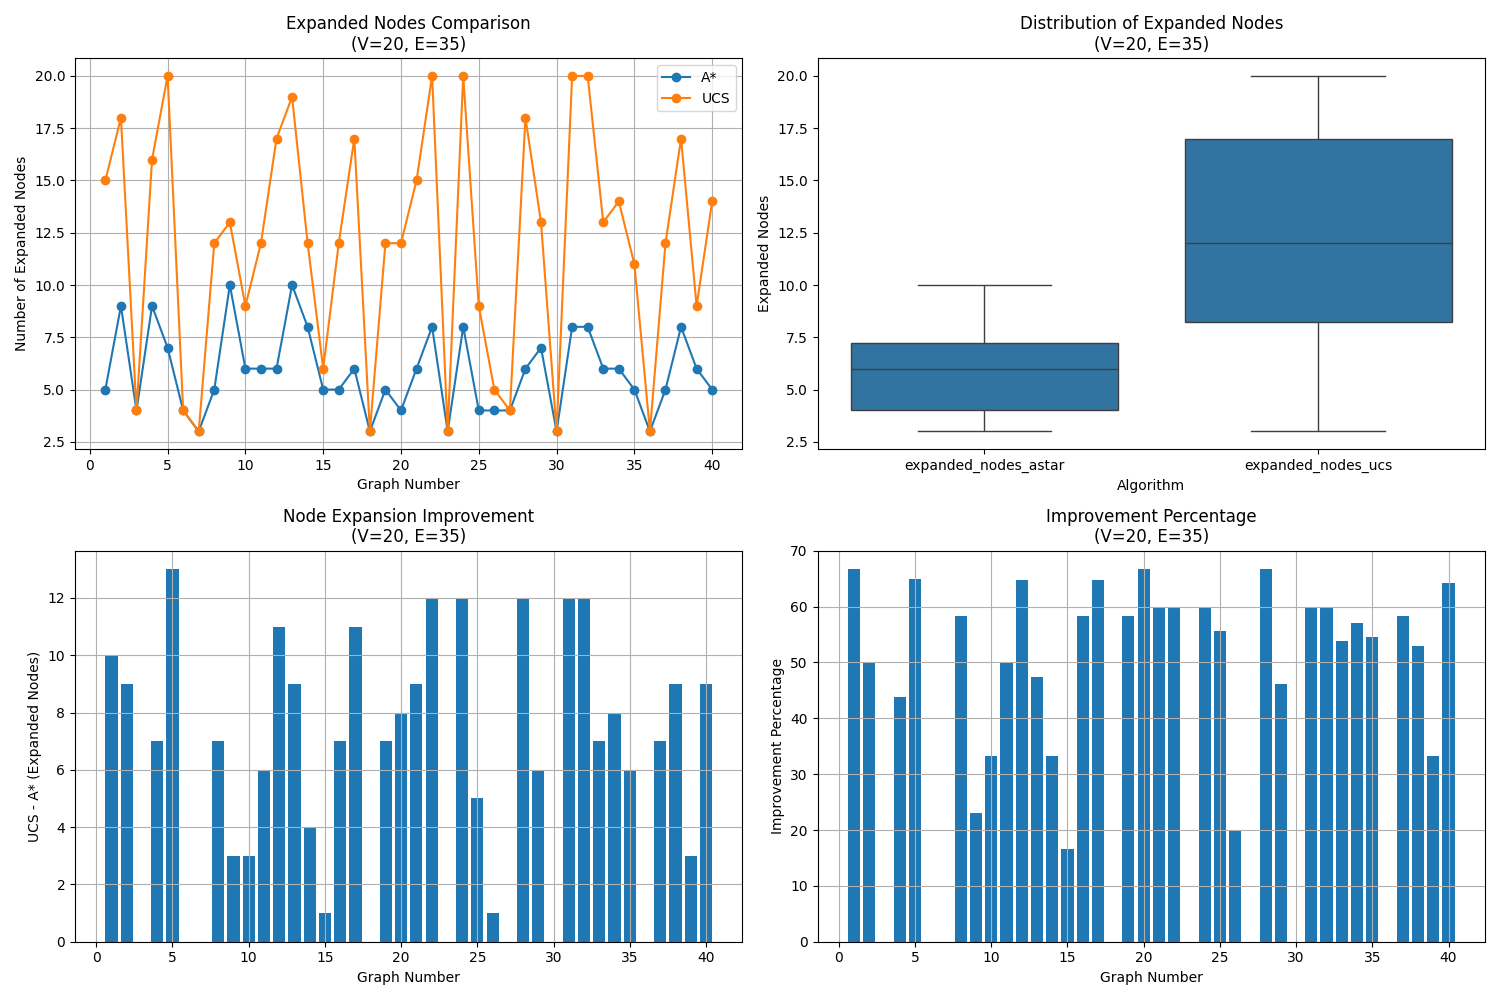 Expanded Nodes Comparison
(V=20, E=35)
Number of Expanded Nodes
20.0
17.5
15.0
12.5
10.0
7.5
5.0
2.5
A*
UCS
0 5 10 15 20 25 30 35 40
Graph Number
Distribution of Expanded Nodes
(V=20, E=35)
Expanded Nodes
20.0
17.5
15.0
12.5
10.0
7.5
5.0
2.5
expanded_nodes_astar expanded_nodes_ucs
Algorithm
Node Expansion Improvement
(V=20, E=35)
UCS - A* (Expanded Nodes)
12
10
8
6
4
2
0
0 5 10 15 20 25 30 35 40
Graph Number
Improvement Percentage
(V=20, E=35)
Improvement Percentage
70
60
50
40
30
20
10
0
0 5 10 15 20 25 30 35 40
Graph Number